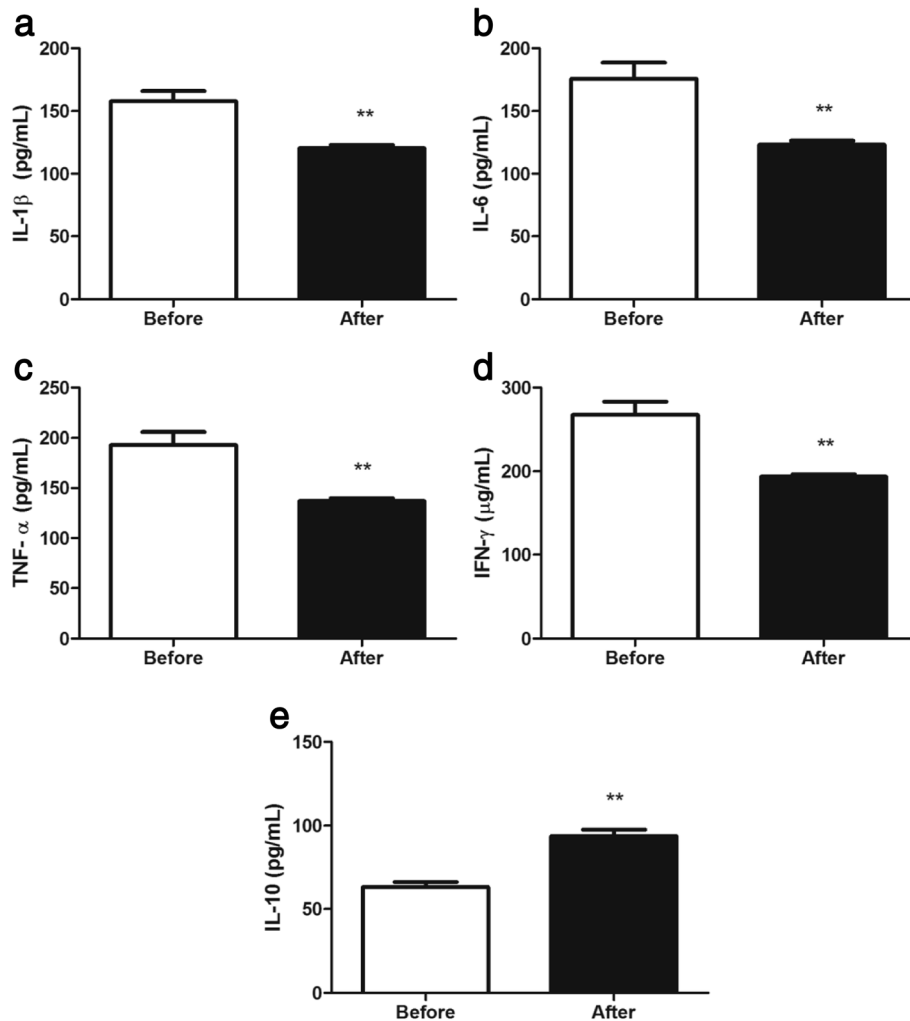 a
IL-1β (pg/mL)
200
150
100
50
0
**
Before After
b
IL-6 (pg/mL)
200
150
100
50
0
**
Before After
c
TNF- α (pg/mL)
250
200
150
100
50
0
**
Before After
d
IFN-γ (μg/mL)
300
200
100
0
**
Before After
e
IL-10 (pg/mL)
150
100
50
0
**
Before After